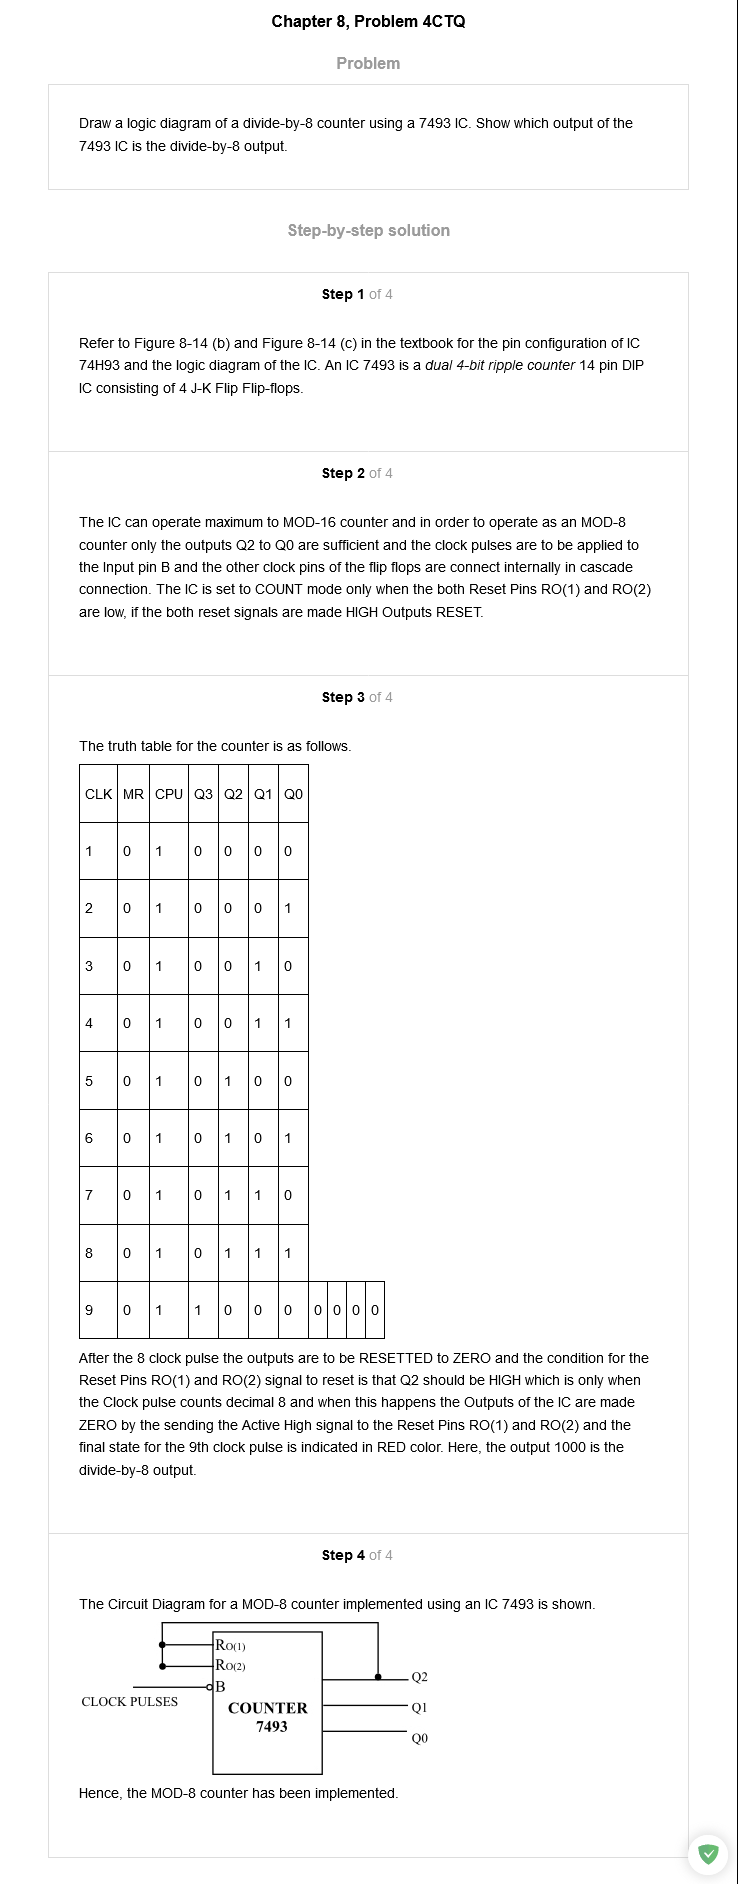 Chapter 8, Problem 4CTQ
Problem
Draw a logic diagram of a divide-by-8 counter using a 7493 IC. Show which output of the
7493 IC is the divide-by-8 output.
Step-by-step solution
Step 1 of 4
Refer to Figure 8-14 (b) and Figure 8-14 (c) in the textbook for the pin configuration of IC
74H93 and the logic diagram of the IC. An IC 7493 is a dual 4-bit ripple counter 14 pin DIP
IC consisting of 4 J-K Flip Flip-flops.
Step 2 of 4
The IC can operate maximum to MOD-16 counter and in order to operate as an MOD-8
counter only the outputs Q2 to Q0 are sufficient and the clock pulses are to be applied to
the Input pin B and the other clock pins of the flip flops are connect internally in cascade
connection. The IC is set to COUNT mode only when the both Reset Pins RO(1) and RO(2)
are low, if the both reset signals are made HIGH Outputs RESET.
Step 3 of 4
The truth table for the counter is as follows.
CLK MR CPU Q3 Q2 Q1 Q0
1 0 1 0 0 0 0
2 0 1 0 0 0 1
3 0 1 0 0 1 0
4 0 1 0 0 1 1
5 0 1 0 1 0 0
6 0 1 0 1 0 1
7 0 1 0 1 1 0
8 0 1 0 1 1 1
9 0 1 1 0 0 0 0 0 0 0
After the 8 clock pulse the outputs are to be RESETTED to ZERO and the condition for the
Reset Pins RO(1) and RO(2) signal to reset is that Q2 should be HIGH which is only when
the Clock pulse counts decimal 8 and when this happens the Outputs of the IC are made
ZERO by the sending the Active High signal to the Reset Pins RO(1) and RO(2) and the
final state for the 9th clock pulse is indicated in RED color. Here, the output 1000 is the
divide-by-8 output.
Step 4 of 4
The Circuit Diagram for a MOD-8 counter implemented using an IC 7493 is shown.
RO(1)
RO(2)
B
CLOCK PULSES
COUNTER
7493
Q2
Q1
Q0
Hence, the MOD-8 counter has been implemented.